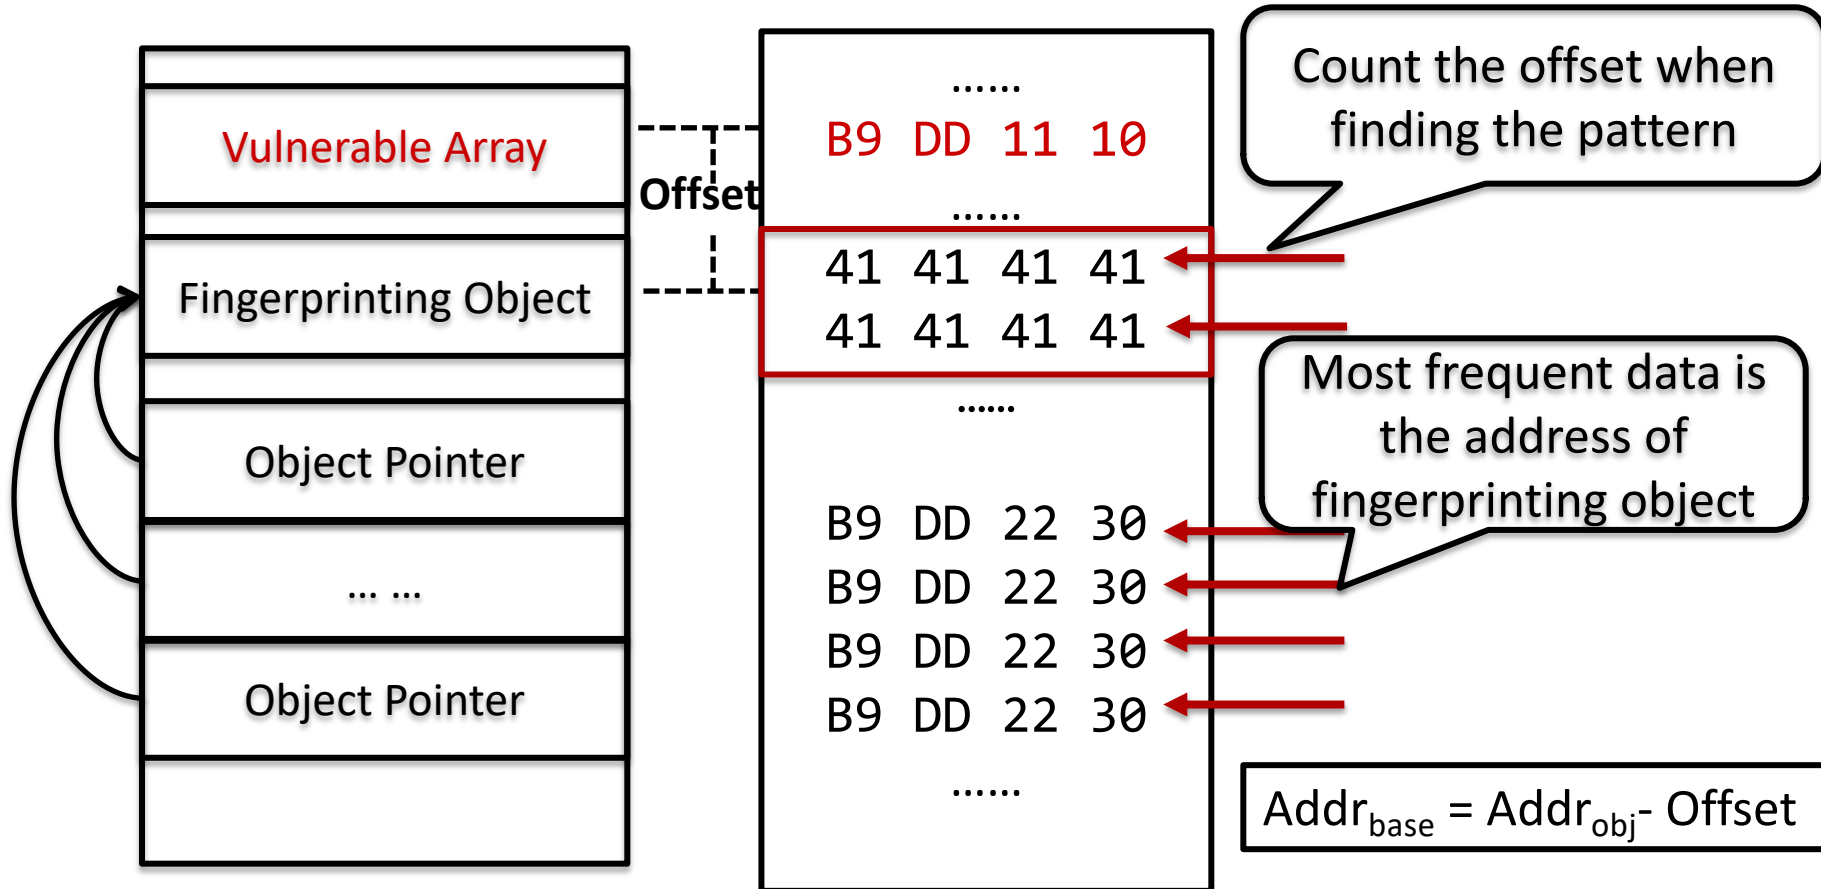 Vulnerable Array
Fingerprinting Object
Object Pointer
... ...
Object Pointer
Offset
......
B9 DD 11 10
......
41 41 41 41
41 41 41 41
......
B9 DD 22 30
B9 DD 22 30
B9 DD 22 30
B9 DD 22 30
......
Count the offset when
finding the pattern
Most frequent data is
the address of
fingerprinting object
Addrbase = Addrobj- Offset